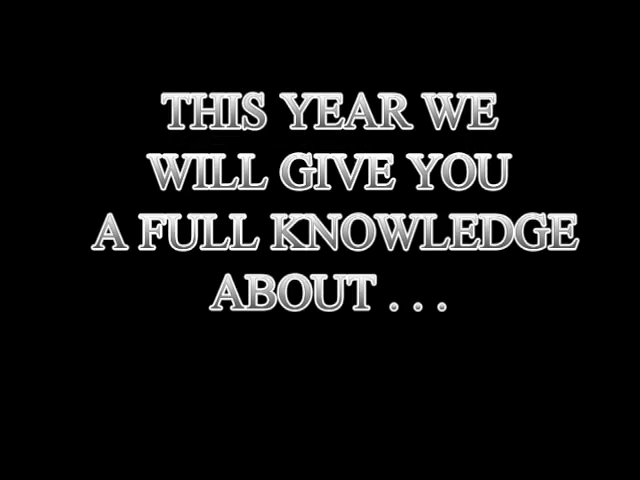 THIS YEAR WE
WILL GIVE YOU
A FULL KNOWLEDGE
ABOUT . . .